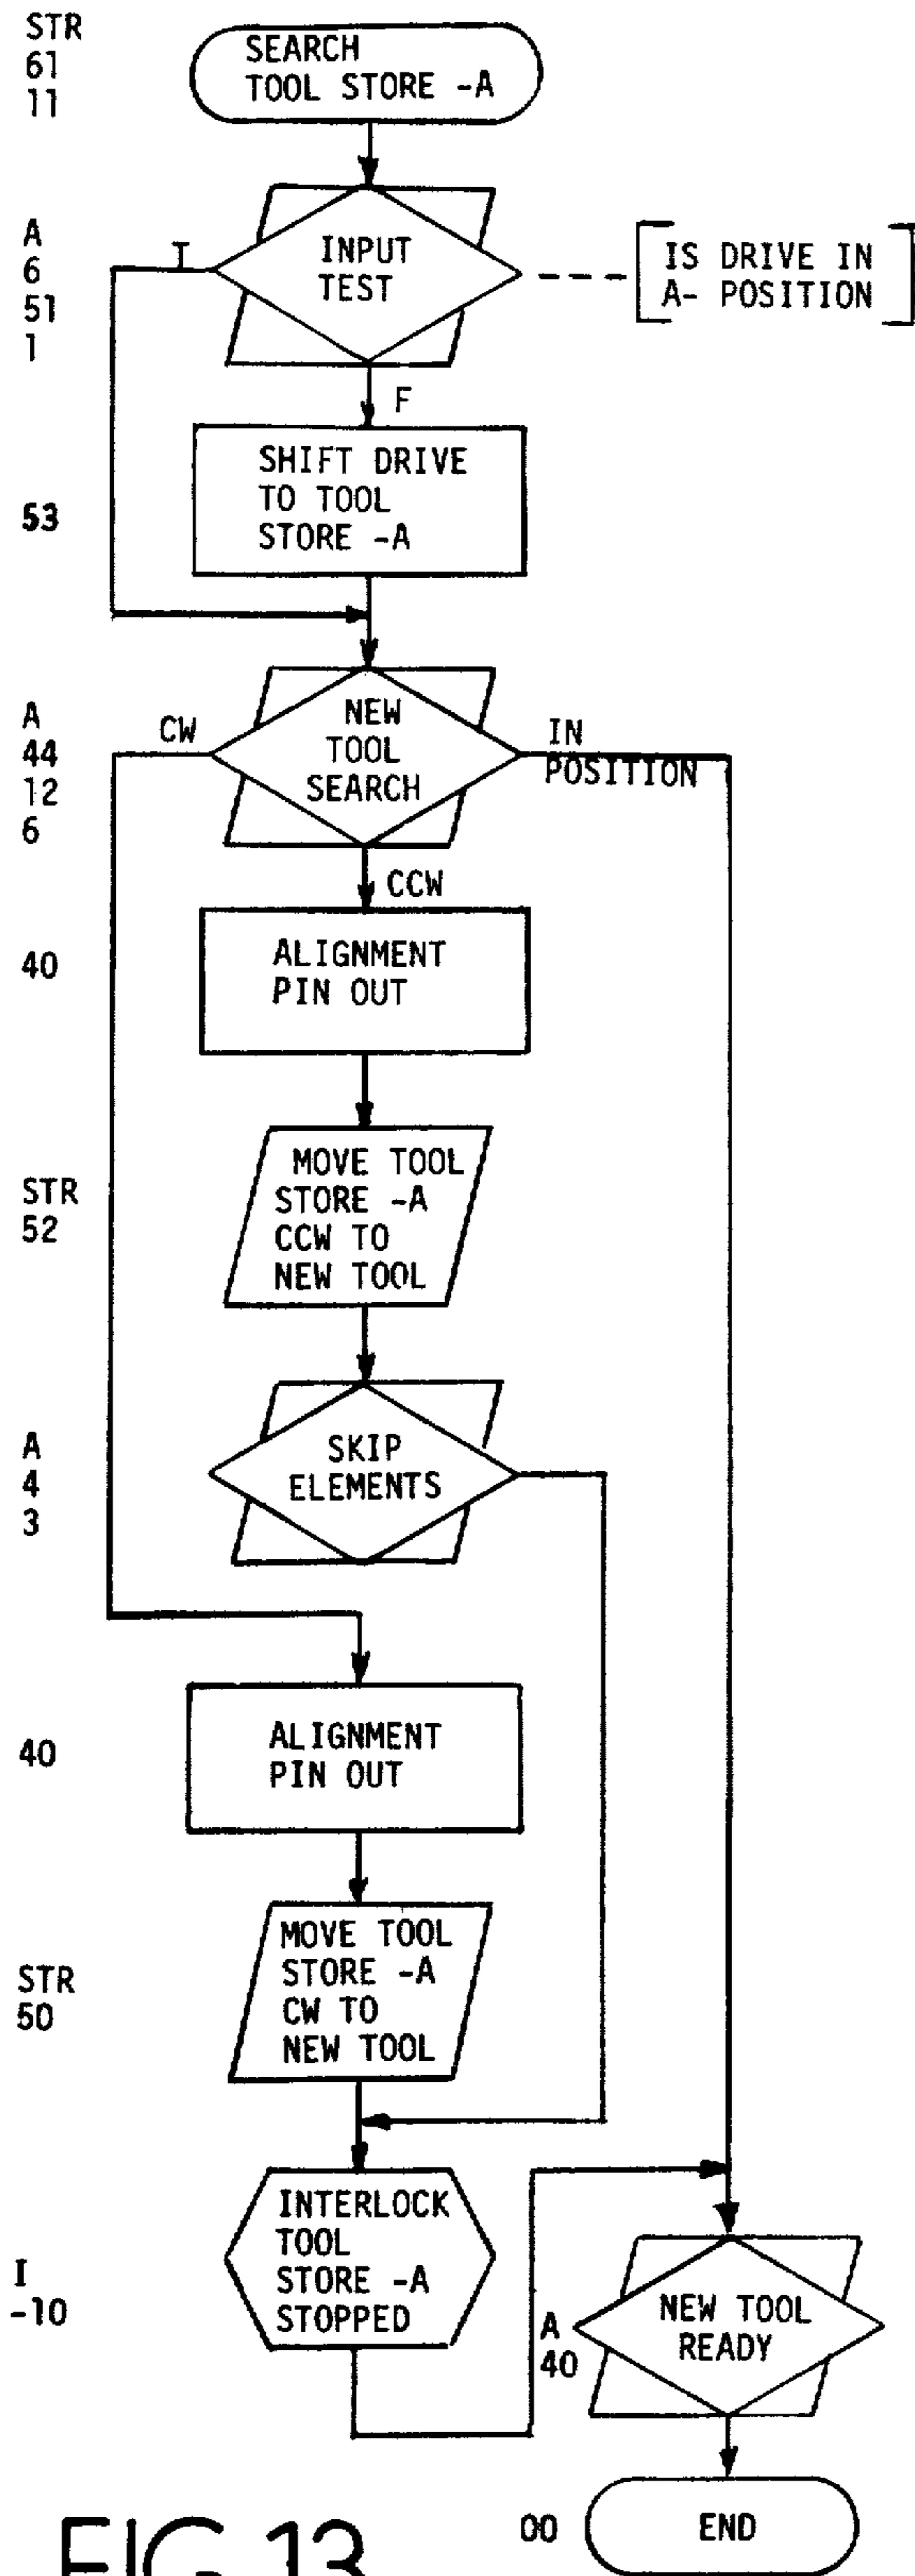 STR
61
11
SEARCH
TOOL STORE -A
A
6
51
1
T
INPUT
TEST
IS DRIVE IN
A- POSITION
F
53
SHIFT DRIVE
TO TOOL
STORE -A
A
44
12
6
CW
NEW
TOOL
SEARCH
IN
POSITION
CCW
40
ALIGNMENT
PIN OUT
STR
52
MOVE TOOL
STORE -A
CCW TO
NEW TOOL
A
4
3
SKIP
ELEMENTS
40
ALIGNMENT
PIN OUT
STR
50
MOVE TOOL
STORE -A
CW TO
NEW TOOL
I
-10
INTERLOCK
TOOL
STORE -A
STOPPED
A
40
NEW TOOL
READY
00
END
FIG.13